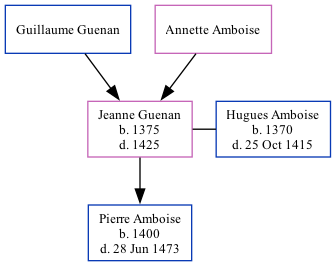 Guillaume Guenan
Annette Amboise
Jeanne Guenan
b. 1375
d. 1425
Hugues Amboise
b. 1370
d. 25 Oct 1415
Pierre Amboise
b. 1400
d. 28 Jun 1473